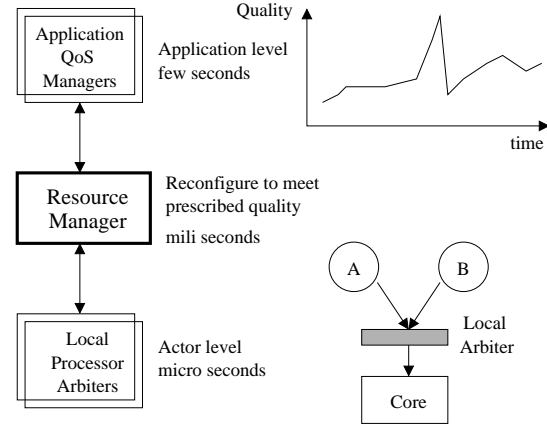 Application
QoS
Managers
Application level
few seconds
Quality
time
Resource
Manager
Reconfigure to meet
prescribed quality
mili seconds
A
B
Local
Processor
Arbiters
Actor level
micro seconds
Local
Arbiter
Core